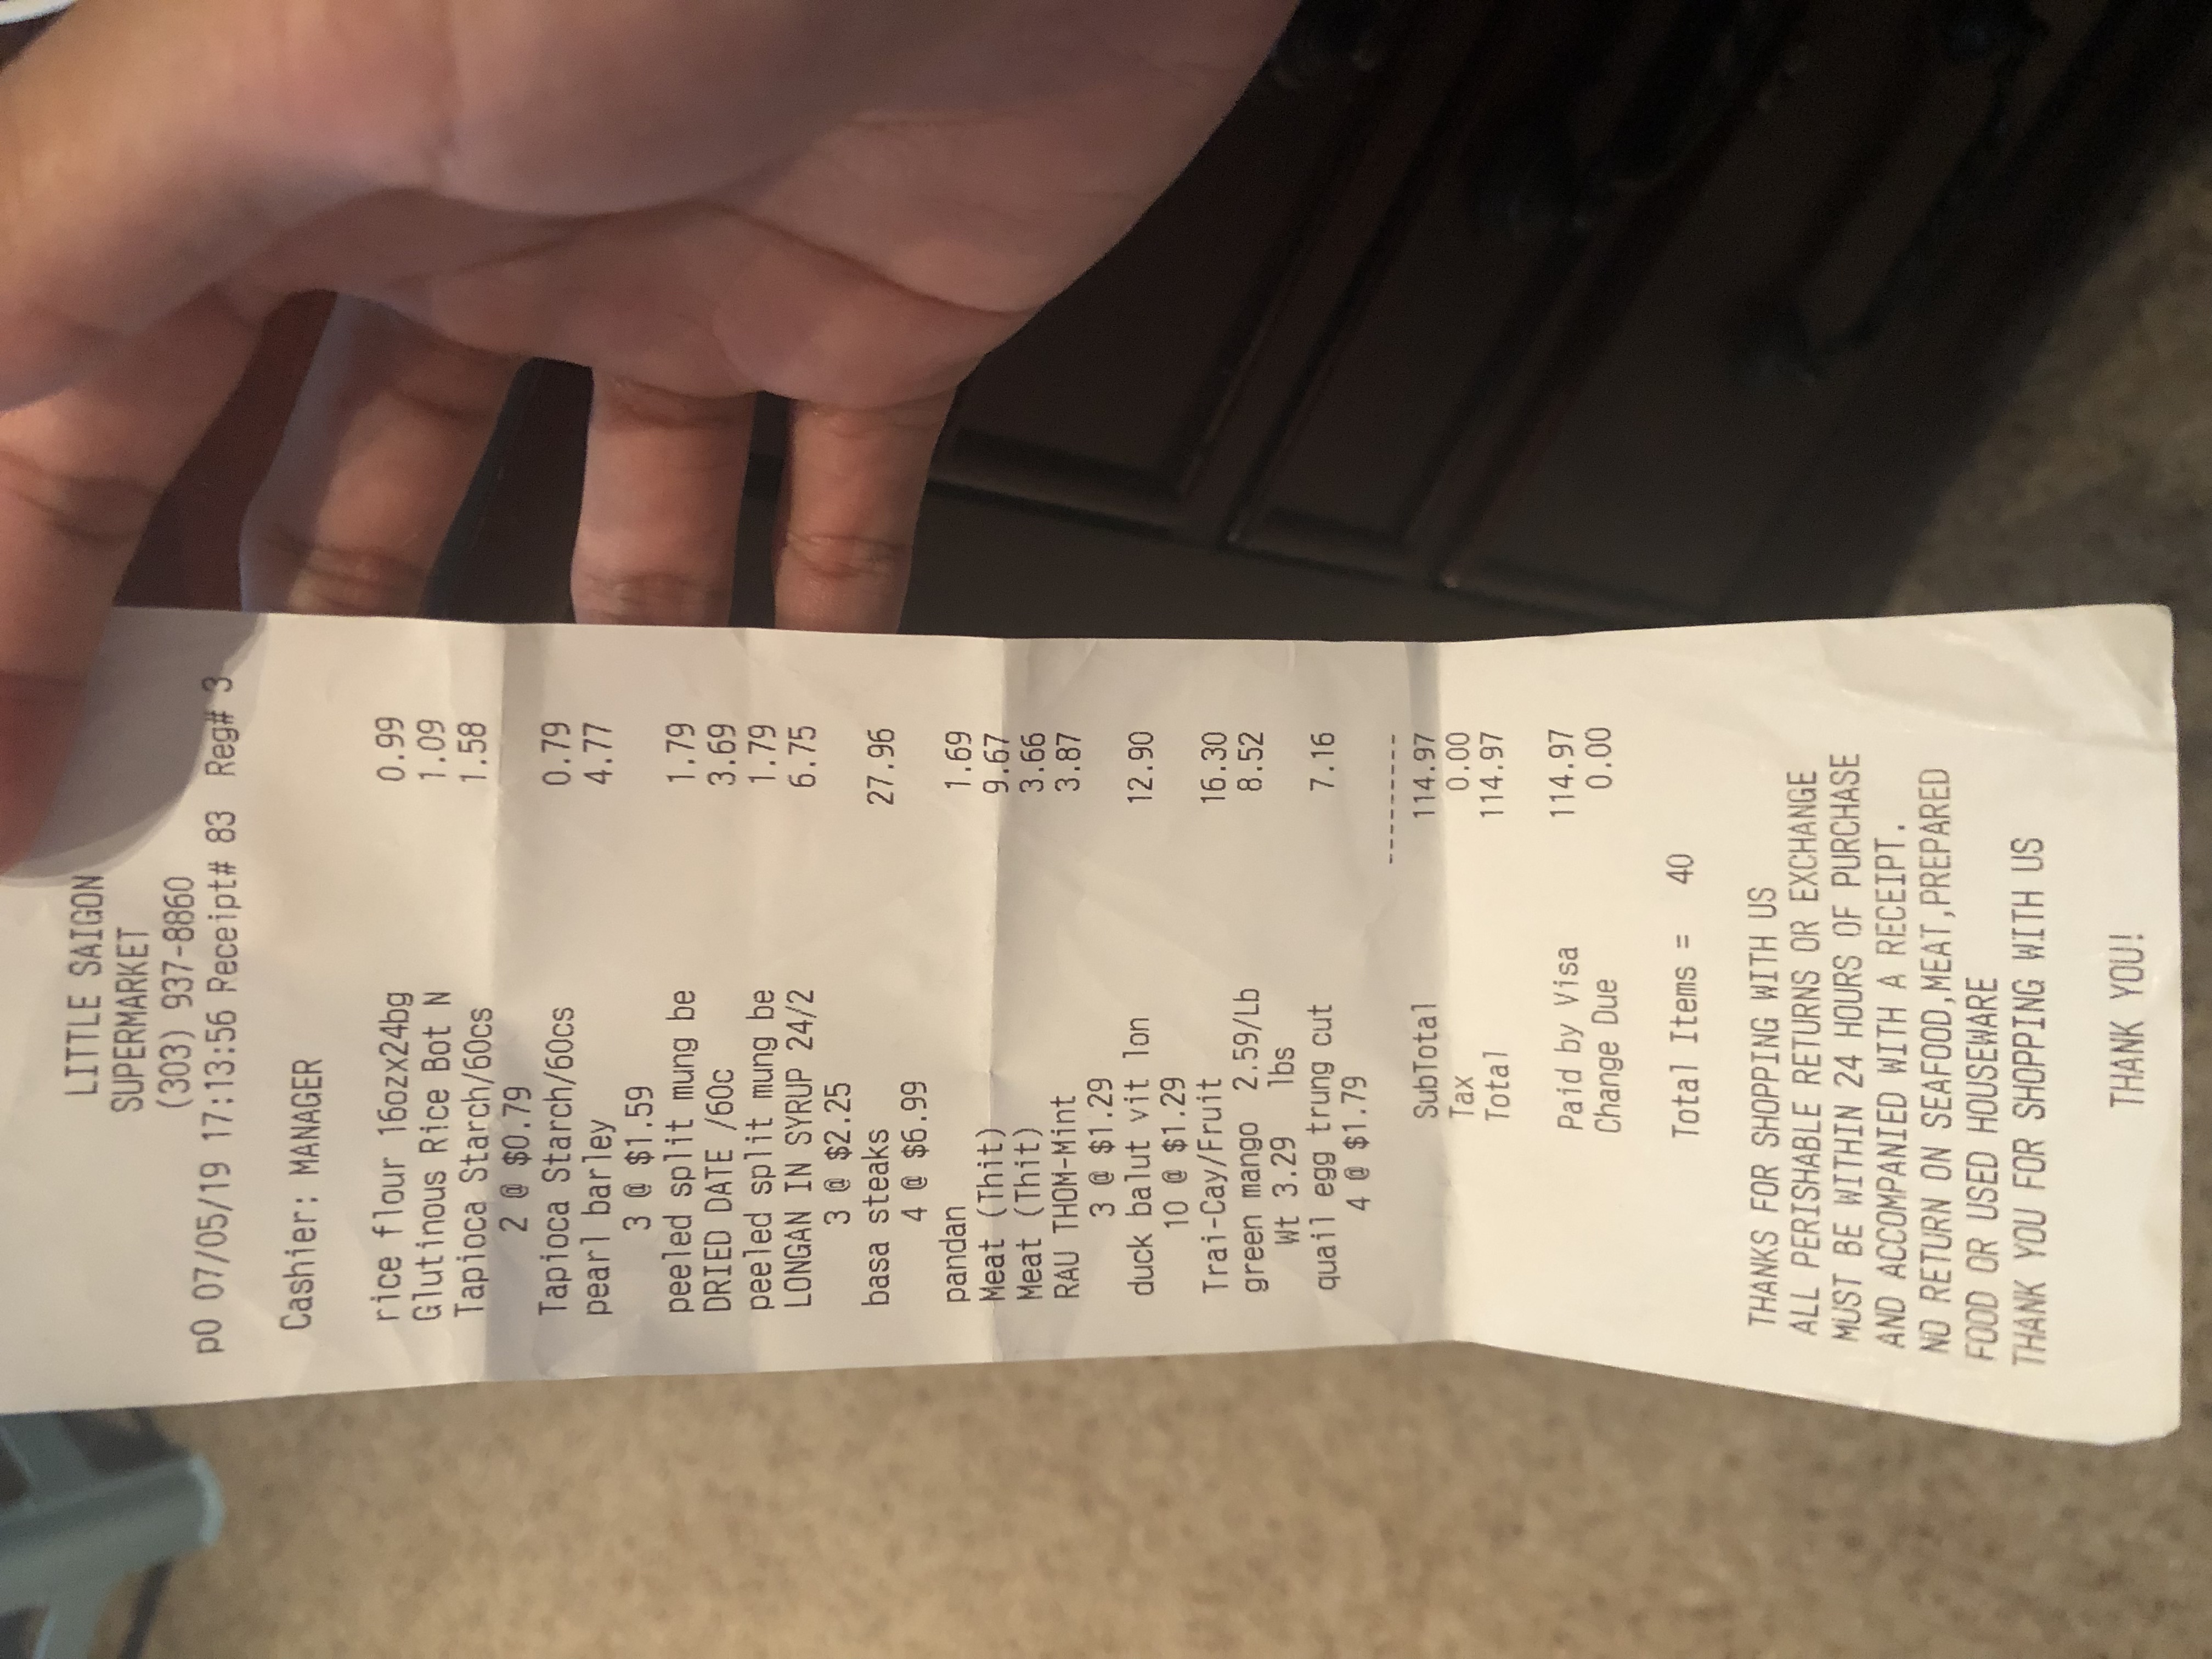 LITTLE SAIGON
SUPERMARKET
(303) 937-8860
p0 07/05/19 17:13:56 Receipt# 83 Reg# 3
Cashier: MANAGER
rice flour 16ozx24bg 0.99
Glutinous Rice Bot N 1.09
Tapioca Starch/60cs 1.58
2 @ $0.79
Tapioca Starch/60cs 0.79
pearl barley 4.77
3 @ $1.59
peeled split mung be 1.79
DRIED DATE /60c 3.69
peeled split mung be 1.79
LONGAN IN SYRUP 24/2 6.75
3 @ $2.25
basa steaks 27.96
4 @ $6.99
pandan 1.69
Meat (Thit) 9.67
Meat (Thit) 3.66
RAU THOM-Mint 3.87
3 @ $1.29
duck balut vit lon 12.90
10 @ $1.29
Trai-Cay/Fruit 16.30
green mango 2.59/Lb 8.52
Wt 3.29 lbs
quail egg trung cut 7.16
4 @ $1.79
---------
SubTotal 114.97
Tax 0.00
Total 114.97
Paid by Visa 114.97
Change Due 0.00
Total Items = 40
THANKS FOR SHOPPING WITH US
ALL PERISHABLE RETURNS OR EXCHANGE
MUST BE WITHIN 24 HOURS OF PURCHASE
AND ACCOMPANIED WITH A RECEIPT.
NO RETURN ON SEAFOOD,MEAT,PREPARED
FOOD OR USED HOUSEWARE
THANK YOU FOR SHOPPING WITH US
THANK YOU!